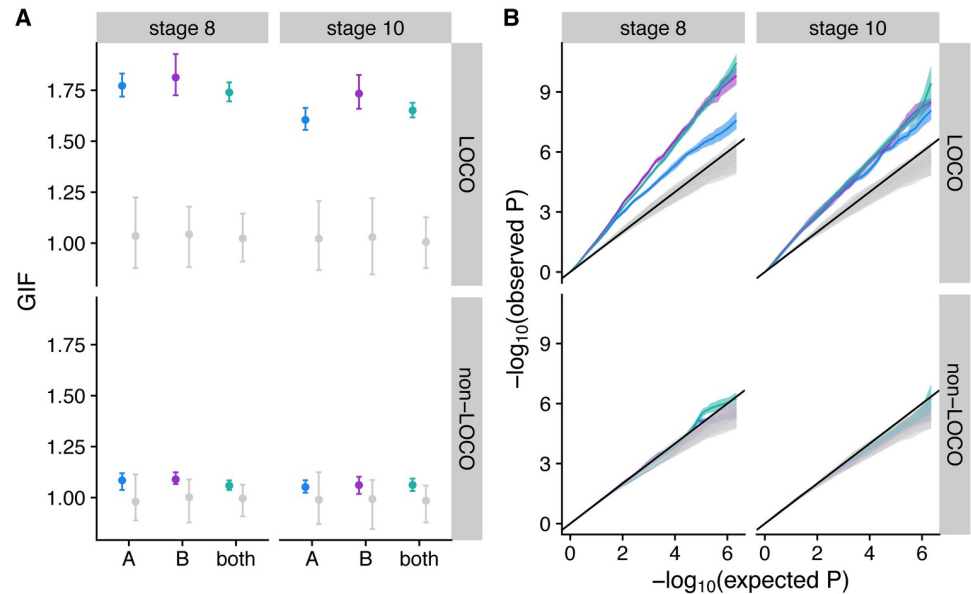 A
stage 8
stage 10
GIF
1.75
1.50
1.25
1.00
LOCO
1.75
1.50
1.25
1.00
non−LOCO
A
B
both
A
B
both
B
stage 8
stage 10
−log10(observed P)
9
6
3
0
LOCO
9
6
3
0
non−LOCO
0
2
4
6
0
2
4
6
−log10(expected P)